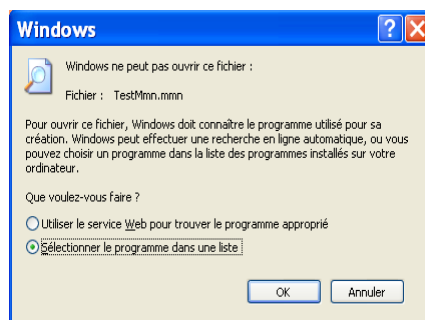 Windows
Windows ne peut pas ouvrir ce fichier :
Fichier : TestMmn.mmn
Pour ouvrir ce fichier, Windows doit connaître le programme utilisé pour sa
création. Windows peut effectuer une recherche en ligne automatique, ou vous
pouvez choisir un programme dans la liste des programmes installés sur votre
ordinateur.
Que voulez-vous faire ?
Utiliser le service Web pour trouver le programme approprié
Sélectionner le programme dans une liste
OK Annuler